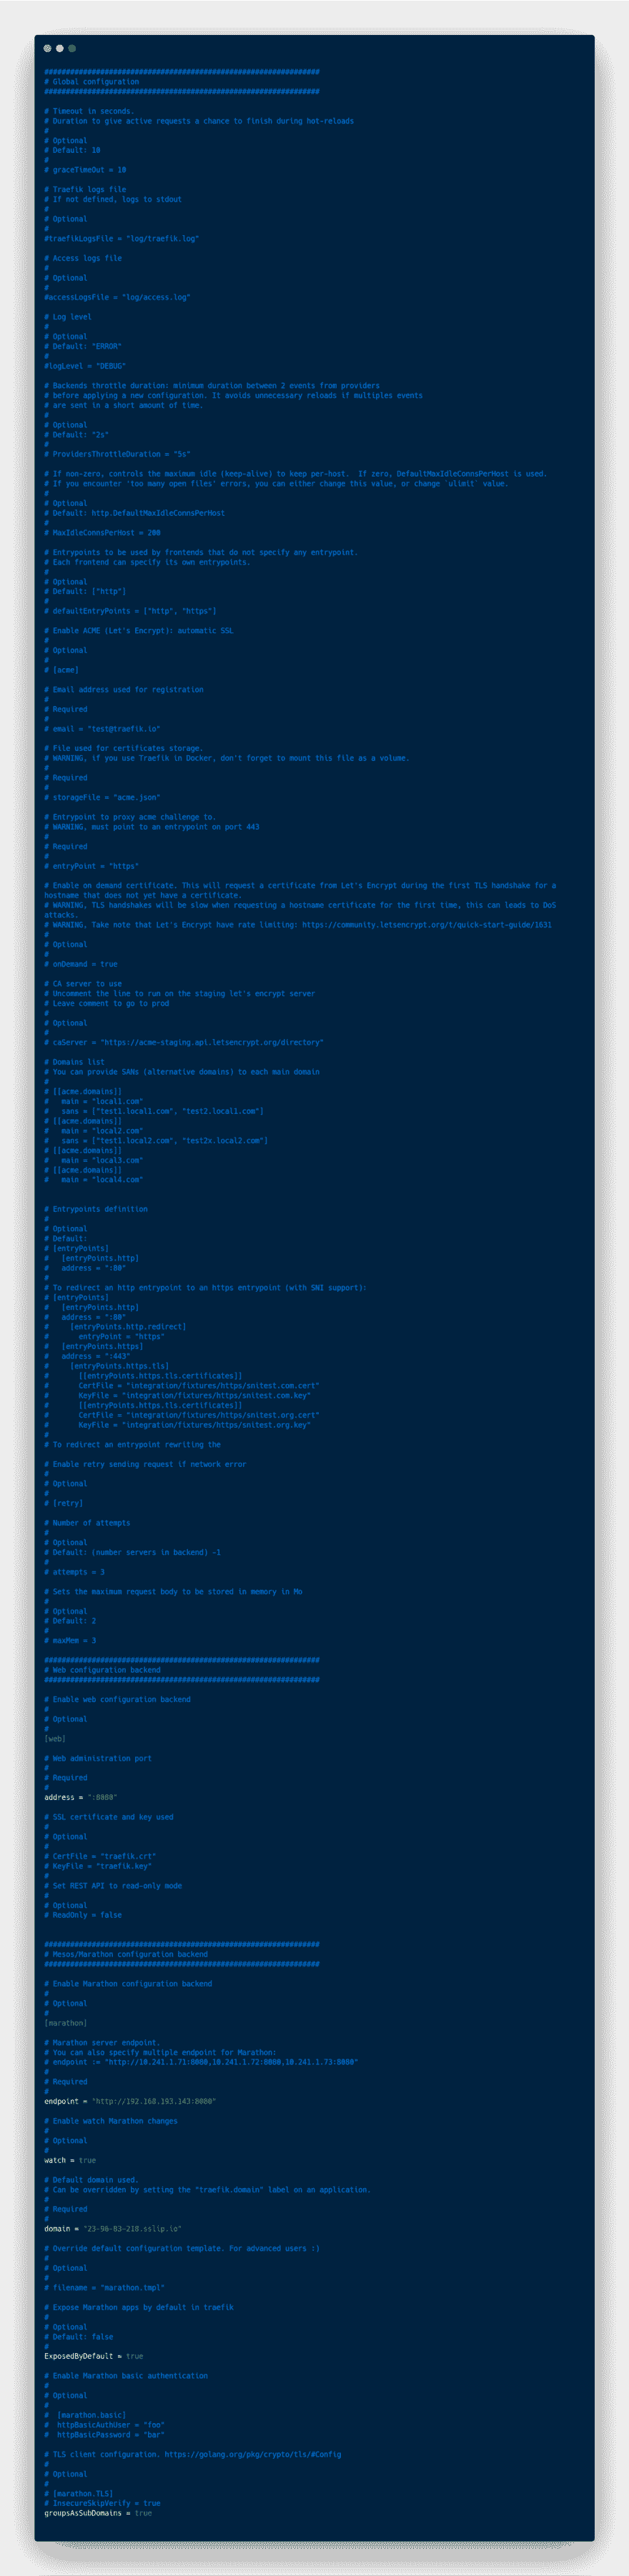 ################################################################
# Global configuration
################################################################
# Timeout in seconds.
# Duration to give active requests a chance to finish during hot-reloads
#
# Optional
# Default: 10
#
# graceTimeOut = 10
# Traefik logs file
# If not defined, logs to stdout
#
# Optional
#
#traefikLogsFile = "log/traefik.log"
# Access logs file
#
# Optional
#
#accessLogsFile = "log/access.log"
# Log level
#
# Optional
# Default: "ERROR"
#
#logLevel = "DEBUG"
# Backends throttle duration: minimum duration between 2 events from providers
# before applying a new configuration. It avoids unnecessary reloads if multiples events
# are sent in a short amount of time.
#
# Optional
# Default: "2s"
#
# ProvidersThrottleDuration = "5s"
# If non-zero, controls the maximum idle (keep-alive) to keep per-host.  If zero, DefaultMaxIdleConnsPerHost is used.
# If you encounter 'too many open files' errors, you can either change this value, or change `ulimit` value.
#
# Optional
# Default: http.DefaultMaxIdleConnsPerHost
#
# MaxIdleConnsPerHost = 200
# Entrypoints to be used by frontends that do not specify any entrypoint.
# Each frontend can specify its own entrypoints.
#
# Optional
# Default: ["http"]
#
# defaultEntryPoints = ["http", "https"]
# Enable ACME (Let's Encrypt): automatic SSL
#
# Optional
#
# [acme]
# Email address used for registration
#
# Required
#
# email = "test@traefik.io"
# File used for certificates storage.
# WARNING, if you use Traefik in Docker, don't forget to mount this file as a volume.
#
# Required
#
# storageFile = "acme.json"
# Entrypoint to proxy acme challenge to.
# WARNING, must point to an entrypoint on port 443
#
# Required
#
# entryPoint = "https"
# Enable on demand certificate. This will request a certificate from Let's Encrypt during the first TLS handshake for a
hostname that does not yet have a certificate.
# WARNING, TLS handshakes will be slow when requesting a hostname certificate for the first time, this can leads to DoS
attacks.
# WARNING, Take note that Let's Encrypt have rate limiting: https://community.letsencrypt.org/t/quick-start-guide/1631
#
# Optional
#
# onDemand = true
# CA server to use
# Uncomment the line to run on the staging let's encrypt server
# Leave comment to go to prod
#
# Optional
#
# caServer = "https://acme-staging.api.letsencrypt.org/directory"
# Domains list
# You can provide SANs (alternative domains) to each main domain
#
# [[acme.domains]]
#   main = "local1.com"
#   sans = ["test1.local1.com", "test2.local1.com"]
# [[acme.domains]]
#   main = "local2.com"
#   sans = ["test1.local2.com", "test2x.local2.com"]
# [[acme.domains]]
#   main = "local3.com"
# [[acme.domains]]
#   main = "local4.com"
# Entrypoints definition
#
# Optional
# Default:
# [entryPoints]
#   [entryPoints.http]
#   address = ":80"
#
# To redirect an http entrypoint to an https entrypoint (with SNI support):
# [entryPoints]
#   [entryPoints.http]
#   address = ":80"
#     [entryPoints.http.redirect]
#       entryPoint = "https"
#   [entryPoints.https]
#   address = ":443"
#     [entryPoints.https.tls]
#       [[entryPoints.https.tls.certificates]]
#       CertFile = "integration/fixtures/https/snitest.com.cert"
#       KeyFile = "integration/fixtures/https/snitest.com.key"
#       [[entryPoints.https.tls.certificates]]
#       CertFile = "integration/fixtures/https/snitest.org.cert"
#       KeyFile = "integration/fixtures/https/snitest.org.key"
#
# To redirect an entrypoint rewriting the
# Enable retry sending request if network error
#
# Optional
#
# [retry]
# Number of attempts
#
# Optional
# Default: (number servers in backend) -1
#
# attempts = 3
# Sets the maximum request body to be stored in memory in Mo
#
# Optional
# Default: 2
#
# maxMem = 3
################################################################
# Web configuration backend
################################################################
# Enable web configuration backend
#
# Optional
#
[web]
# Web administration port
#
# Required
#
address = ":8088"
# SSL certificate and key used
#
# Optional
#
# CertFile = "traefik.crt"
# KeyFile = "traefik.key"
#
# Set REST API to read-only mode
#
# Optional
# ReadOnly = false
################################################################
# Mesos/Marathon configuration backend
################################################################
# Enable Marathon configuration backend
#
# Optional
#
[marathon]
# Marathon server endpoint.
# You can also specify multiple endpoint for Marathon:
# endpoint := "http://10.241.1.71:8080,10.241.1.72:8080,10.241.1.73:8080"
#
# Required
#
endpoint = "http://192.168.193.143:8080"
# Enable watch Marathon changes
#
# Optional
#
watch = true
# Default domain used.
# Can be overridden by setting the "traefik.domain" label on an application.
#
# Required
#
domain = "23-96-83-218.sslip.io"
# Override default configuration template. For advanced users :)
#
# Optional
#
# filename = "marathon.tmpl"
# Expose Marathon apps by default in traefik
#
# Optional
# Default: false
#
ExposedByDefault = true
# Enable Marathon basic authentication
#
# Optional
#
#  [marathon.basic]
#  httpBasicAuthUser = "foo"
#  httpBasicPassword = "bar"
# TLS client configuration. https://golang.org/pkg/crypto/tls/#Config
#
# Optional
#
# [marathon.TLS]
# InsecureSkipVerify = true
groupsAsSubDomains = true